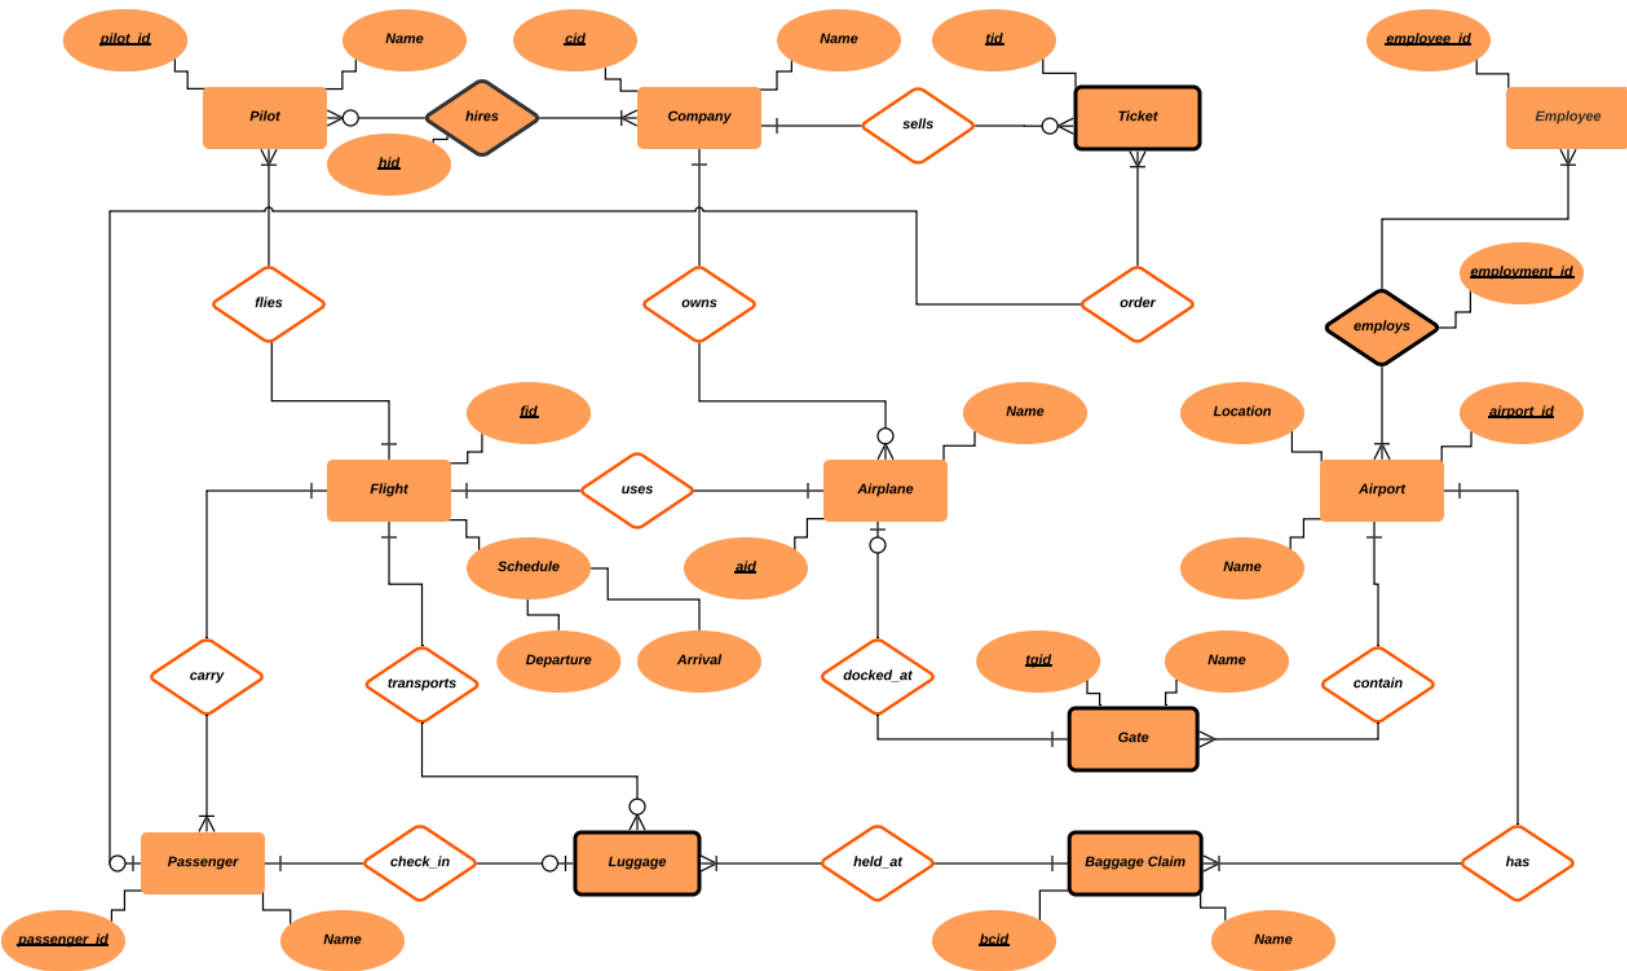 pilot_id
Name
cid
Name
tid
employee_id
Pilot
hires
Company
sells
Ticket
Employee
hid
employment_id
flies
owns
order
employs
fid
Name
Location
airport_id
Flight
uses
Airplane
Airport
Schedule
aid
Name
Departure
Arrival
tgid
Name
carry
transports
docked_at
contain
Gate
Passenger
check_in
Luggage
held_at
Baggage Claim
has
passenger_id
Name
bcid
Name